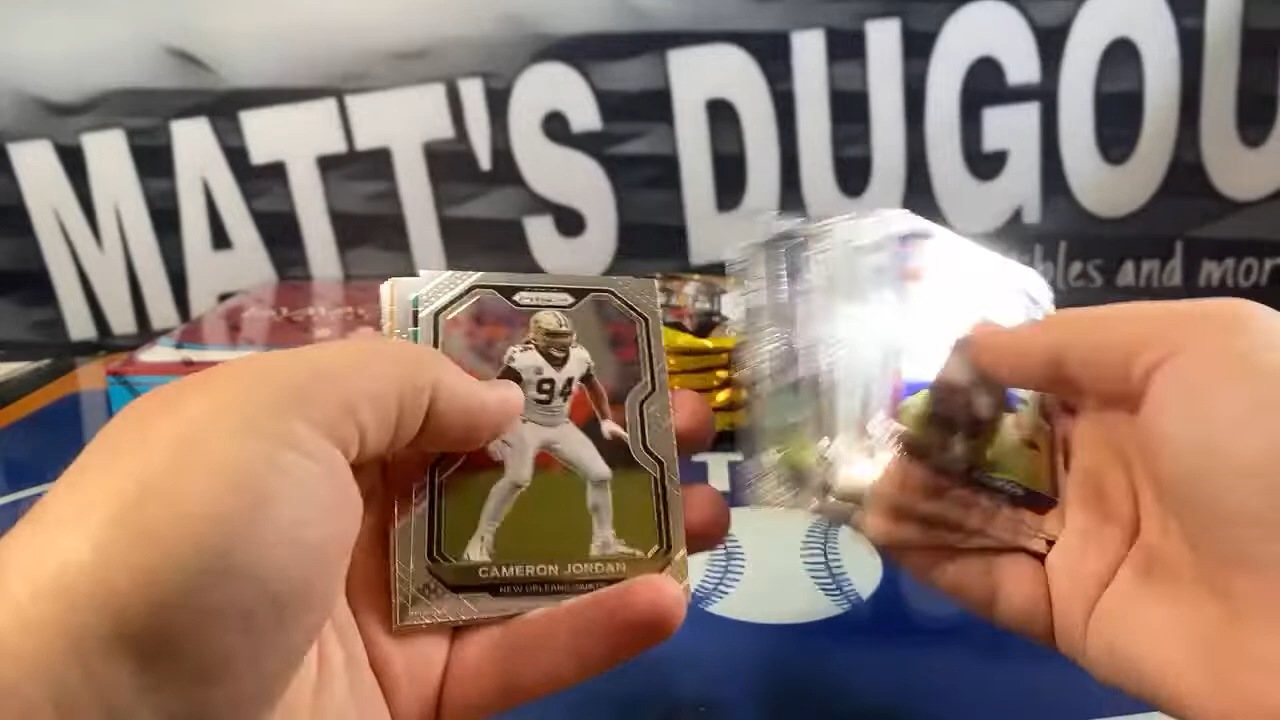 MATT'S DUGOU
bles and mor
PRIZM
94
CAMERON JORDAN
NEW ORLEANS SAINTS
T